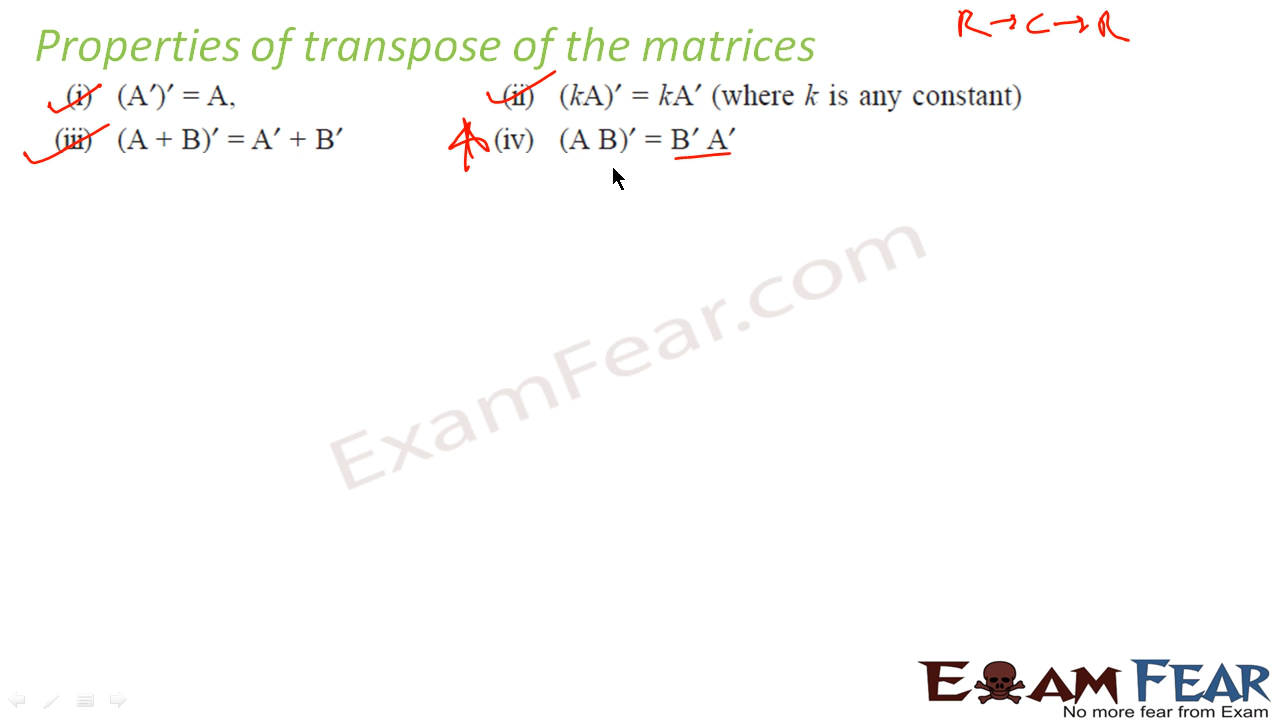 R → C → R
Properties of transpose of the matrices
(i) (A′)′ = A, (ii) (kA)′ = kA′ (where k is any constant)
(iii) (A + B)′ = A′ + B′ (iv) (A B)′ = B′ A′
ExamFear.com
EXAM FEAR
No more fear from Exam